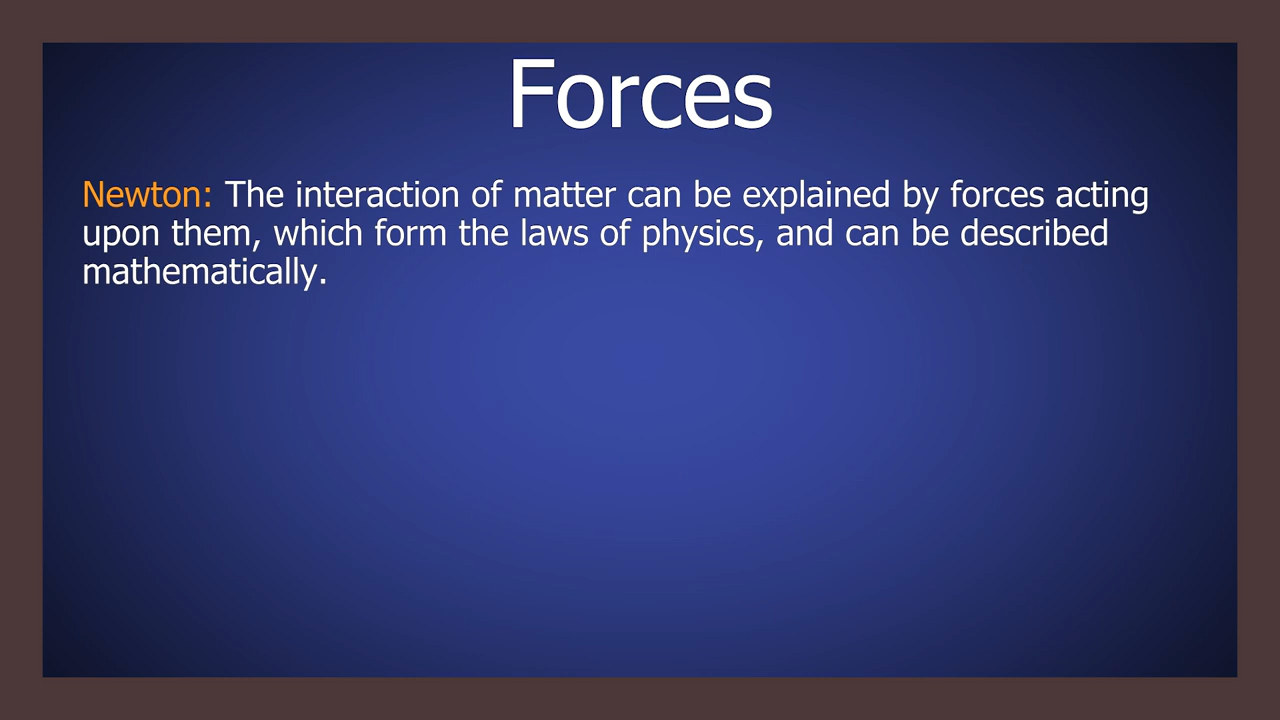 Forces
Newton: The interaction of matter can be explained by forces acting
upon them, which form the laws of physics, and can be described
mathematically.